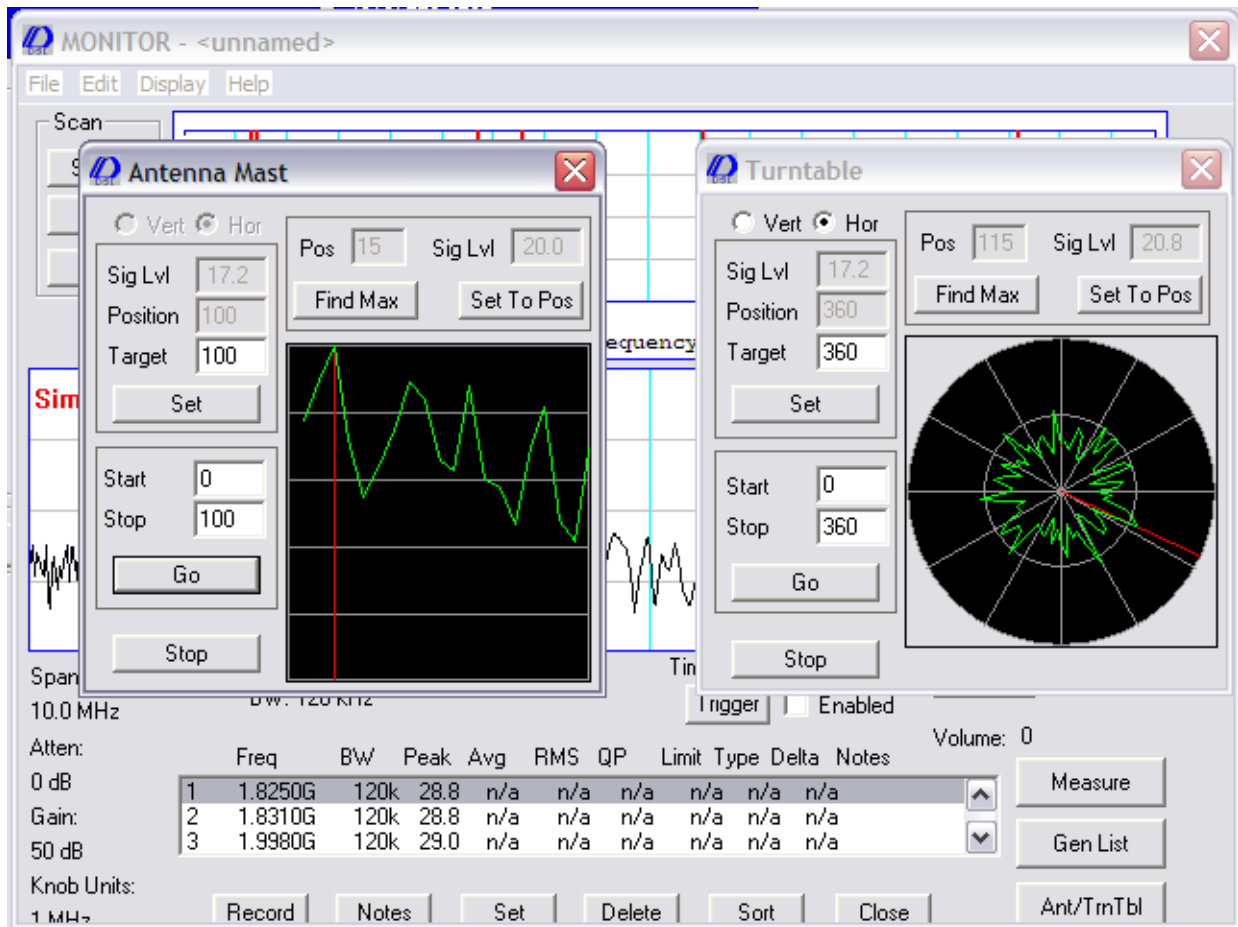 MONITOR - <unnamed>
File Edit Display Help
Scan
Antenna Mast
Vert Hor
Sig Lvl 17.2
Position 100
Target 100
Set
Start 0
Stop 100
Go
Stop
Pos 15 Sig Lvl 20.0
Find Max Set To Pos
Turntable
Vert Hor
Sig Lvl 17.2
Position 360
Target 360
Set
Start 0
Stop 360
Go
Stop
Pos 115 Sig Lvl 20.8
Find Max Set To Pos
equency
Sim
Span
10.0 MHz
BW: 120 KHz
Tim
Trigger Enabled
Atten:
0 dB
Gain:
50 dB
Knob Units:
1 MHz
Volume: 0
Freq BW Peak Avg RMS QP Limit Type Delta Notes
1 1.8250G 120k 28.8 n/a n/a n/a n/a n/a n/a
2 1.8310G 120k 28.8 n/a n/a n/a n/a n/a n/a
3 1.9980G 120k 29.0 n/a n/a n/a n/a n/a n/a
Measure
Gen List
Ant/TrnTbl
Record Notes Set Delete Sort Close